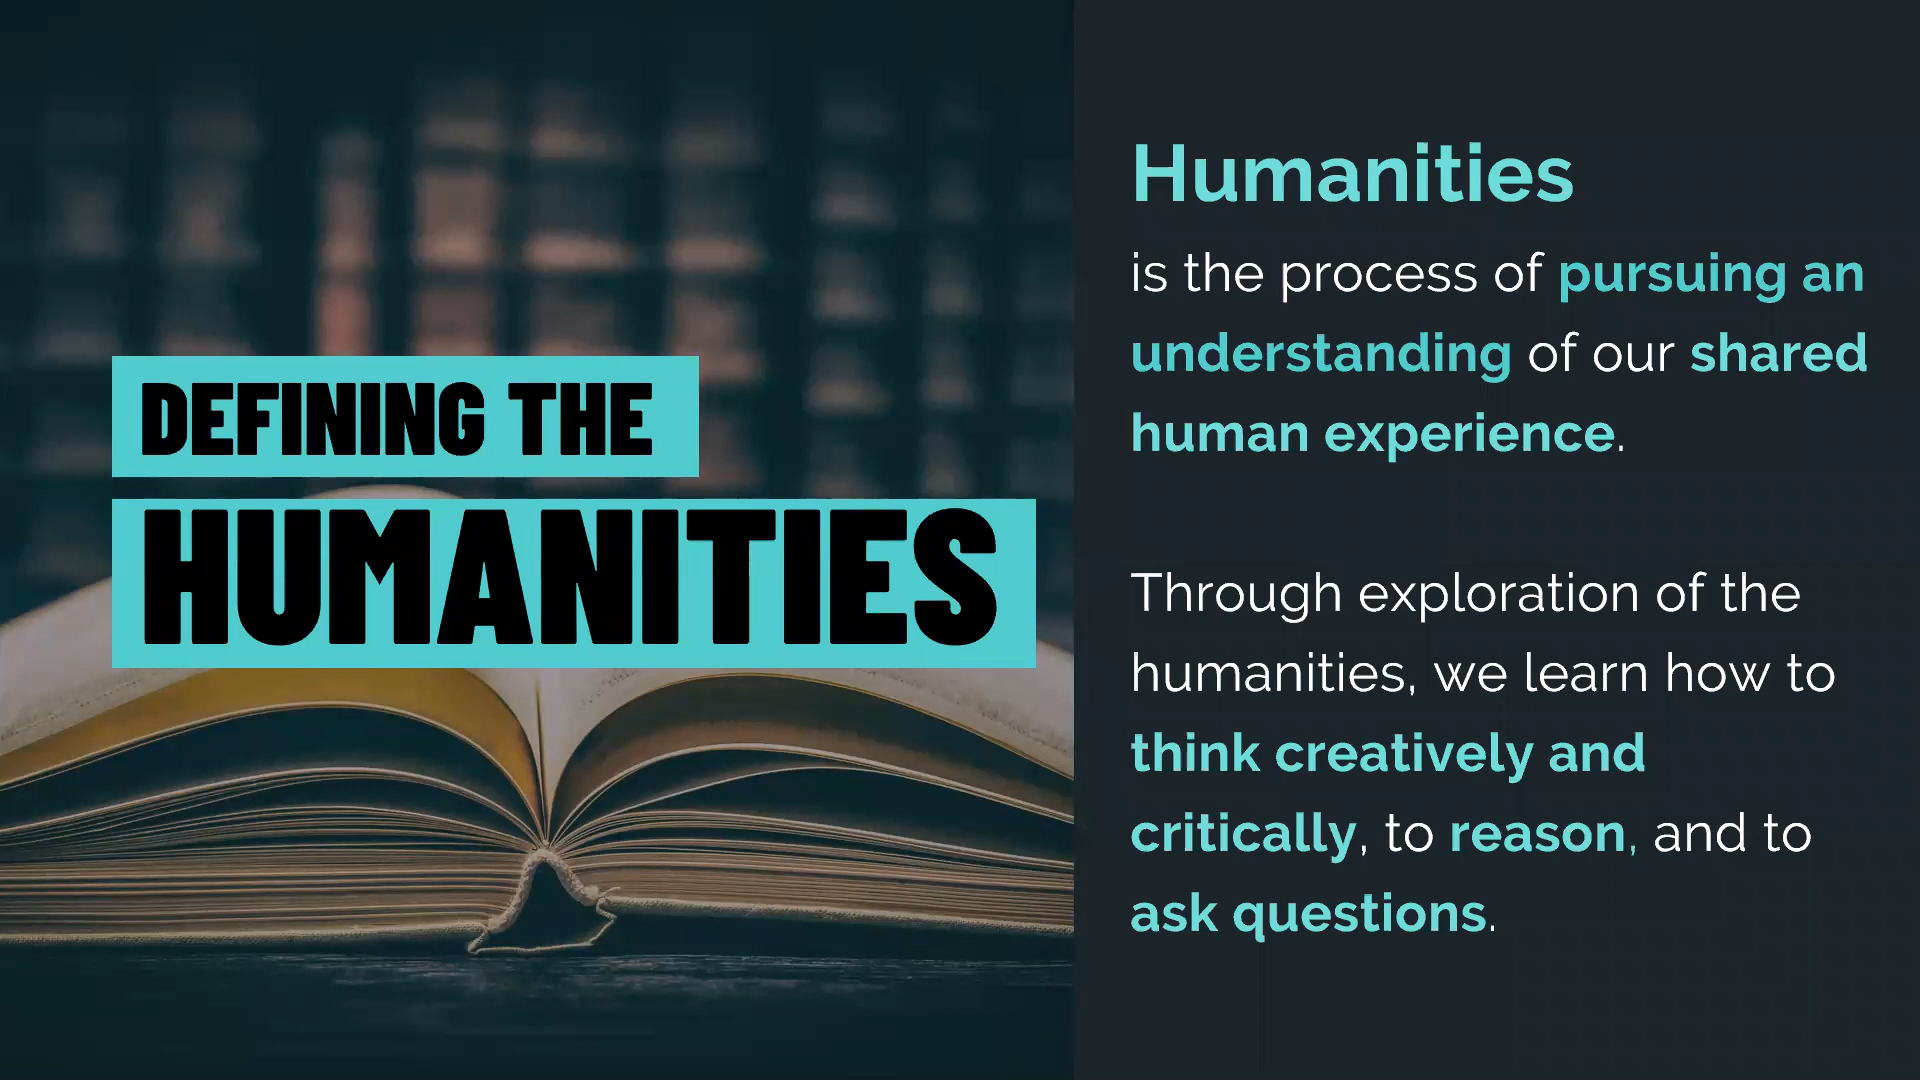 DEFINING THE
HUMANITIES
Humanities
is the process of pursuing an
understanding of our shared
human experience.
Through exploration of the
humanities, we learn how to
think creatively and
critically, to reason, and to
ask questions.